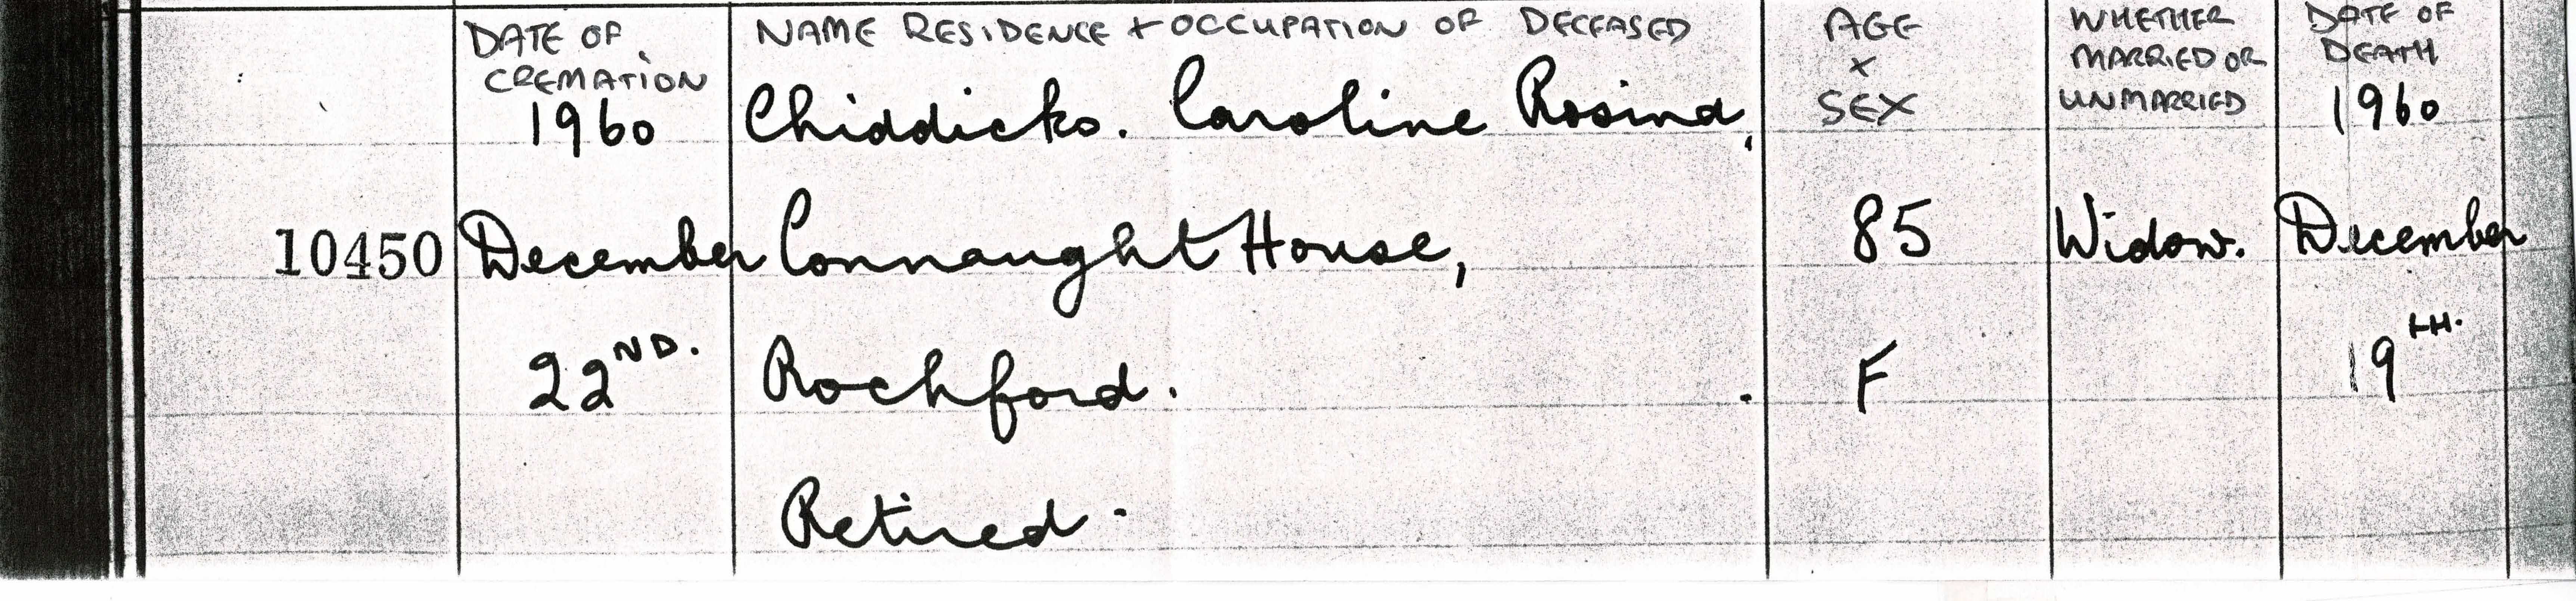 DATE OF CREMATION NAME RESIDENCE + OCCUPATION OF DECEASED AGE + SEX WHETHER MARRIED OR UNMARRIED DATE OF DEATH
1960 Chiddicks. Caroline Rosina, 1960
10450 December Connaught House, 85 Widow. December
22ND. Rochford. F 19TH.
Retired.